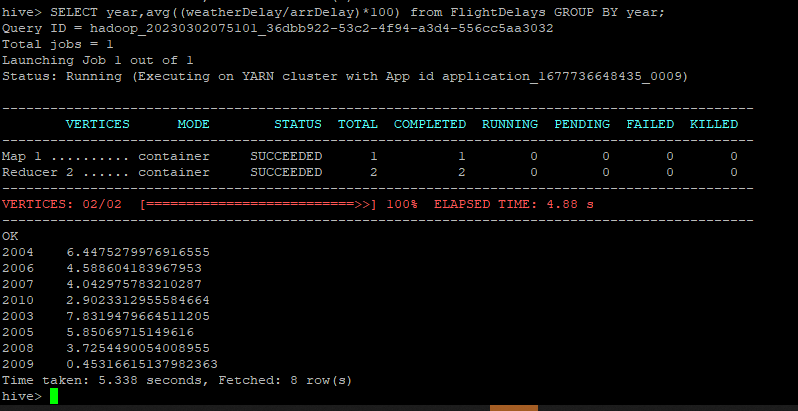 hive> SELECT year,avg((weatherDelay/arrDelays)*100) from FlightDelays GROUP BY year;
Query ID = hadoop_20230302075101_36dbb922-53c2-4f94-a3d4-556cc5aa3032
Total jobs = 1
Launching Job 1 out of 1
Status: Running (Executing on YARN cluster with App id application_1677736648435_0009)
----------------------------------------------------------------------------------------------
VERTICES MODE STATUS TOTAL COMPLETED RUNNING PENDING FAILED KILLED
----------------------------------------------------------------------------------------------
Map 1 .......... container SUCCEEDED 1 1 0 0 0 0
Reducer 2 ...... container SUCCEEDED 2 2 0 0 0 0
----------------------------------------------------------------------------------------------
VERTICES: 02/02 [==========================>>] 100% ELAPSED TIME: 4.88 s
----------------------------------------------------------------------------------------------
OK
2004 6.4475279976916555
2006 4.588604183967953
2007 4.042975783210287
2010 2.9023312955584664
2003 7.8319479664511205
2005 5.85069715149616
2008 3.7254490054008955
2009 0.45316615137982363
Time taken: 5.338 seconds, Fetched: 8 row(s)
hive>